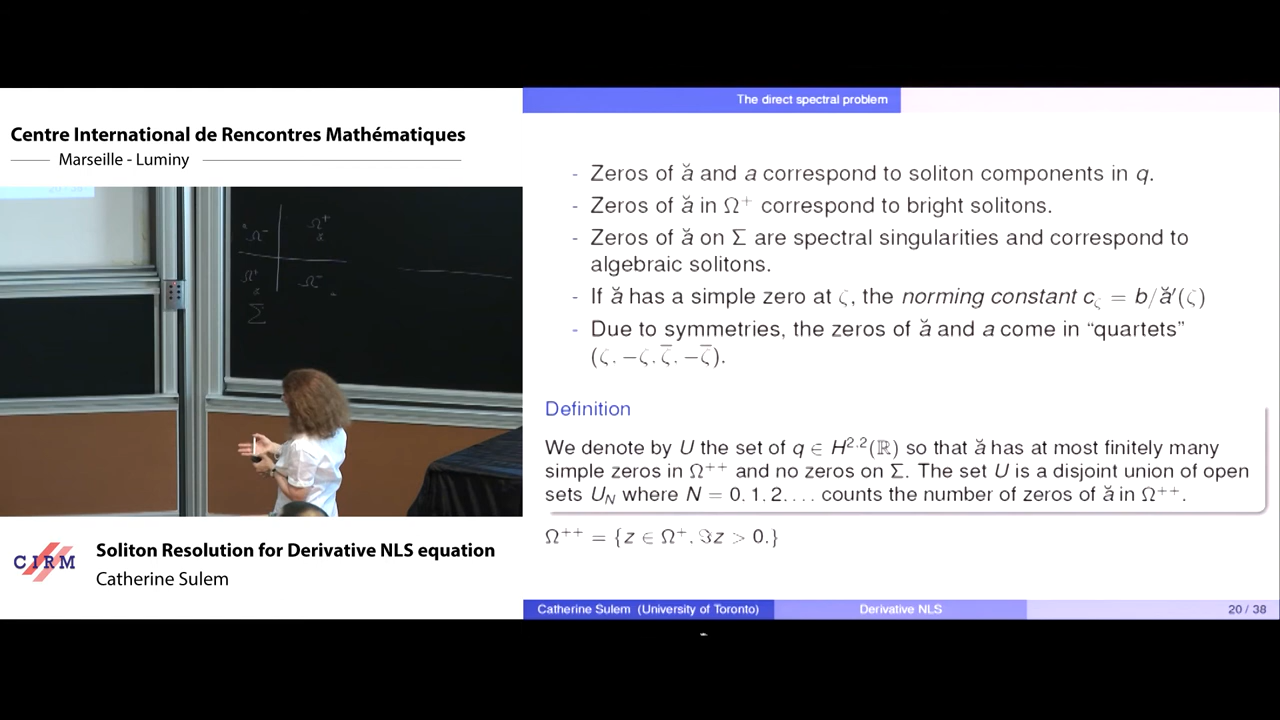 The direct spectral problem
Centre International de Rencontres Mathématiques
Marseille - Luminy
- Zeros of ă and a correspond to soliton components in q.
- Zeros of ă in Ω⁺ correspond to bright solitons.
- Zeros of ă on Σ are spectral singularities and correspond to
algebraic solitons.
- If ă has a simple zero at ζ, the norming constant c_ζ = b/ă′(ζ)
- Due to symmetries, the zeros of ă and a come in “quartets”
(ζ, −ζ, ζ̅, −ζ̅).
Definition
We denote by U the set of q ∈ H²·²(ℝ) so that ă has at most finitely many
simple zeros in Ω⁺⁺ and no zeros on Σ. The set U is a disjoint union of open
sets U_N where N = 0, 1, 2, . . . counts the number of zeros of ă in Ω⁺⁺.
Ω⁺⁺ = {z ∈ Ω⁺, ℑz > 0.}
Ω⁻ Ω⁺
Ω⁺ Ω⁻
Σ
CIRM
Soliton Resolution for Derivative NLS equation
Catherine Sulem
Catherine Sulem (University of Toronto) Derivative NLS 20 / 38